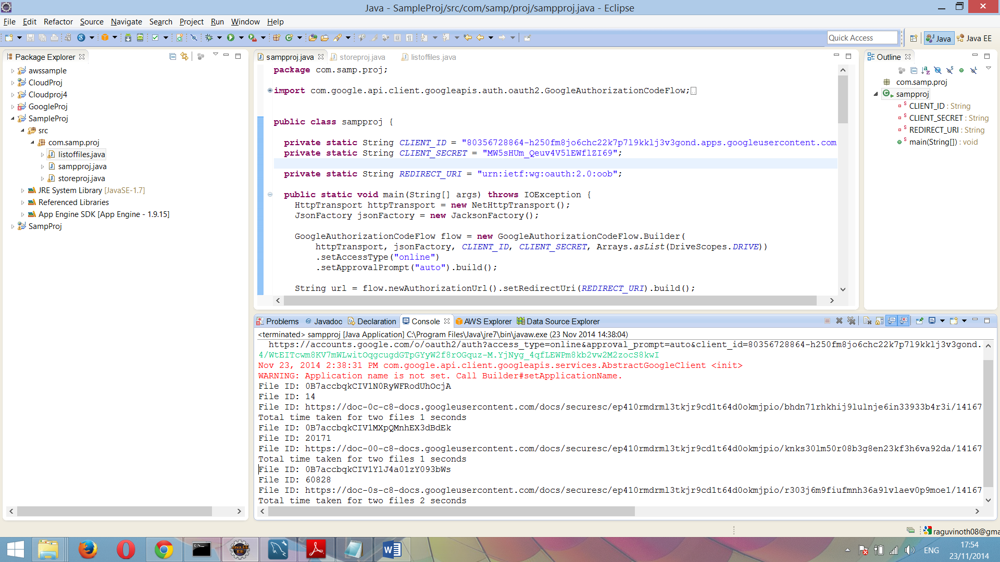 Java - SampleProj/src/com/samp/proj/sampproj.java - Eclipse
File Edit Refactor Source Navigate Search Project Run Window Help
Quick Access
Java
Java EE
Package Explorer
awssample
CloudProj
Cloudproj4
GoogleProj
SampleProj
src
com.samp.proj
listoffiles.java
sampproj.java
storeproj.java
JRE System Library [JavaSE-1.7]
Referenced Libraries
App Engine SDK [App Engine - 1.9.15]
SampProj
sampproj.java storeproj.java listoffiles.java
package com.samp.proj;
import com.google.api.client.googleapis.auth.oauth2.GoogleAuthorizationCodeFlow;
public class sampproj {
private static String CLIENT_ID = "80356728864-h250fm8jo6chc22k7p7l9kklj3v3gond.apps.googleusercontent.com
private static String CLIENT_SECRET = "MW5sHUm_Qeuv4V5lEWflZI69";
private static String REDIRECT_URI = "urn:ietf:wg:oauth:2.0:oob";
public static void main(String[] args) throws IOException {
HttpTransport httpTransport = new NetHttpTransport();
JsonFactory jsonFactory = new JacksonFactory();
GoogleAuthorizationCodeFlow flow = new GoogleAuthorizationCodeFlow.Builder(
httpTransport, jsonFactory, CLIENT_ID, CLIENT_SECRET, Arrays.asList(DriveScopes.DRIVE))
.setAccessType("online")
.setApprovalPrompt("auto").build();
String url = flow.newAuthorizationUrl().setRedirectUri(REDIRECT_URI).build();
Outline
com.samp.proj
sampproj
CLIENT_ID : String
CLIENT_SECRET : String
REDIRECT_URI : String
main(String[]) : void
Problems Javadoc Declaration Console AWS Explorer Data Source Explorer
<terminated> sampproj [Java Application] C:\Program Files\Java\jre7\bin\javaw.exe (23 Nov 2014 14:38:04)
https://accounts.google.com/o/oauth2/auth?access_type=online&approval_prompt=auto&client_id=80356728864-h250fm8jo6chc22k7p7l9kklj3v3gond.
4/WtEITcwm8KV7mWLwitOqgcugdGTpGYyW2f8rOGquz-M.YjNyg_4qfLEWPm8kb2vw2M2zocS8kwI
Nov 23, 2014 2:38:31 PM com.google.api.client.googleapis.services.AbstractGoogleClient <init>
WARNING: Application name is not set. Call Builder#setApplicationName.
File ID: 0B7accbqkCIV1N0RyWFRodUhOcjA
File ID: 14
File ID: https://doc-0c-c8-docs.googleusercontent.com/docs/securesc/ep410rmdrml3tkjr9cd1t64d0okmjpio/bhdn71rhkhij9lulnje6in33933b4r3i/14167
Total time taken for two files 1 seconds
File ID: 0B7accbqkCIV1MXpQMnhEX3dBdEk
File ID: 20171
File ID: https://doc-00-c8-docs.googleusercontent.com/docs/securesc/ep410rmdrml3tkjr9cd1t64d0okmjpio/knks30lm50r08b3g8en23kf3h6va92da/14167
Total time taken for two files 1 seconds
File ID: 0B7accbqkCIV1YlJ4a01zY093bWs
File ID: 60828
File ID: https://doc-0s-c8-docs.googleusercontent.com/docs/securesc/ep410rmdrml3tkjr9cd1t64d0okmjpio/r303j6m9fiufmnh36a9lvlaev0p9moe1/14167
Total time taken for two files 2 seconds
raguvinoth08@gma
Java EE
IDE
ENG
17:54
23/11/2014